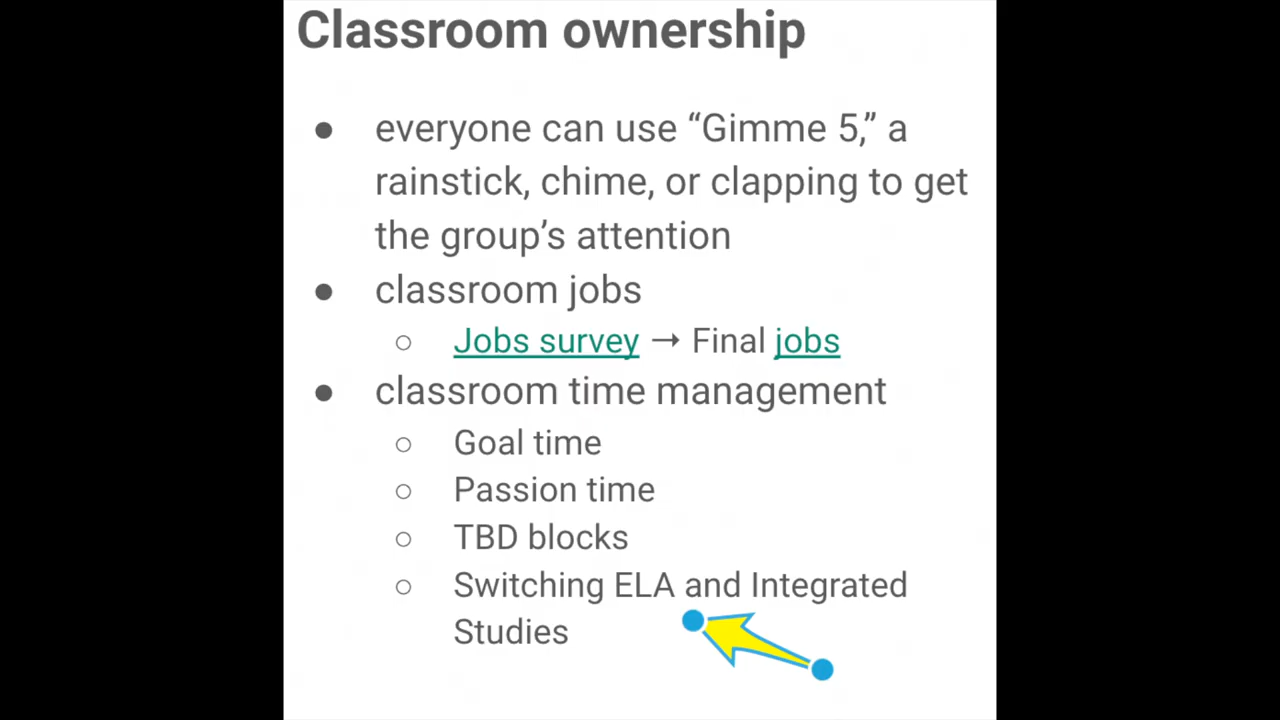 Classroom ownership
● everyone can use “Gimme 5,” a
rainstick, chime, or clapping to get
the group’s attention
● classroom jobs
○ Jobs survey → Final jobs
● classroom time management
○ Goal time
○ Passion time
○ TBD blocks
○ Switching ELA and Integrated
Studies